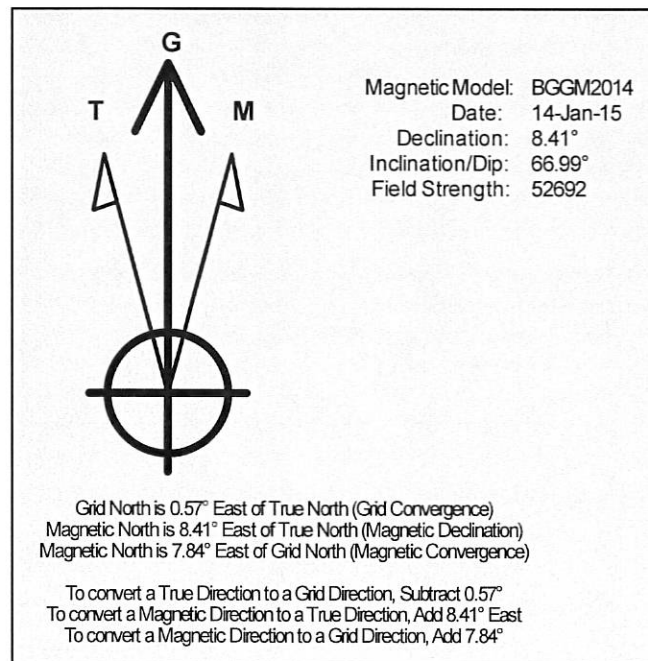 G
T
M
Magnetic Model: BGGM2014
Date: 14-Jan-15
Declination: 8.41°
Inclination/Dip: 66.99°
Field Strength: 52692
Grid North is 0.57° East of True North (Grid Convergence)
Magnetic North is 8.41° East of True North (Magnetic Declination)
Magnetic North is 7.84° East of Grid North (Magnetic Convergence)
To convert a True Direction to a Grid Direction, Subtract 0.57°
To convert a Magnetic Direction to a True Direction, Add 8.41° East
To convert a Magnetic Direction to a Grid Direction, Add 7.84°